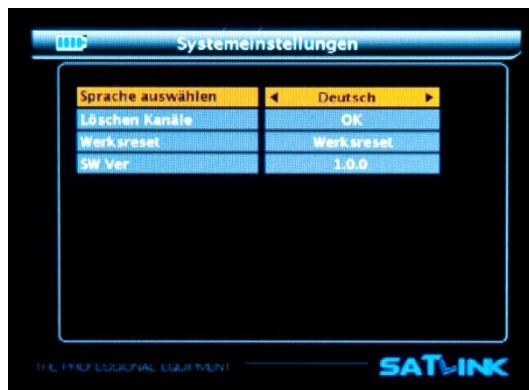 Systemeinstellungen
Sprache auswählen Deutsch
Löschen Kanäle OK
Werksreset Werksreset
SW Ver 1.0.0
THE PROFESSIONAL EQUIPMENT SATLINK